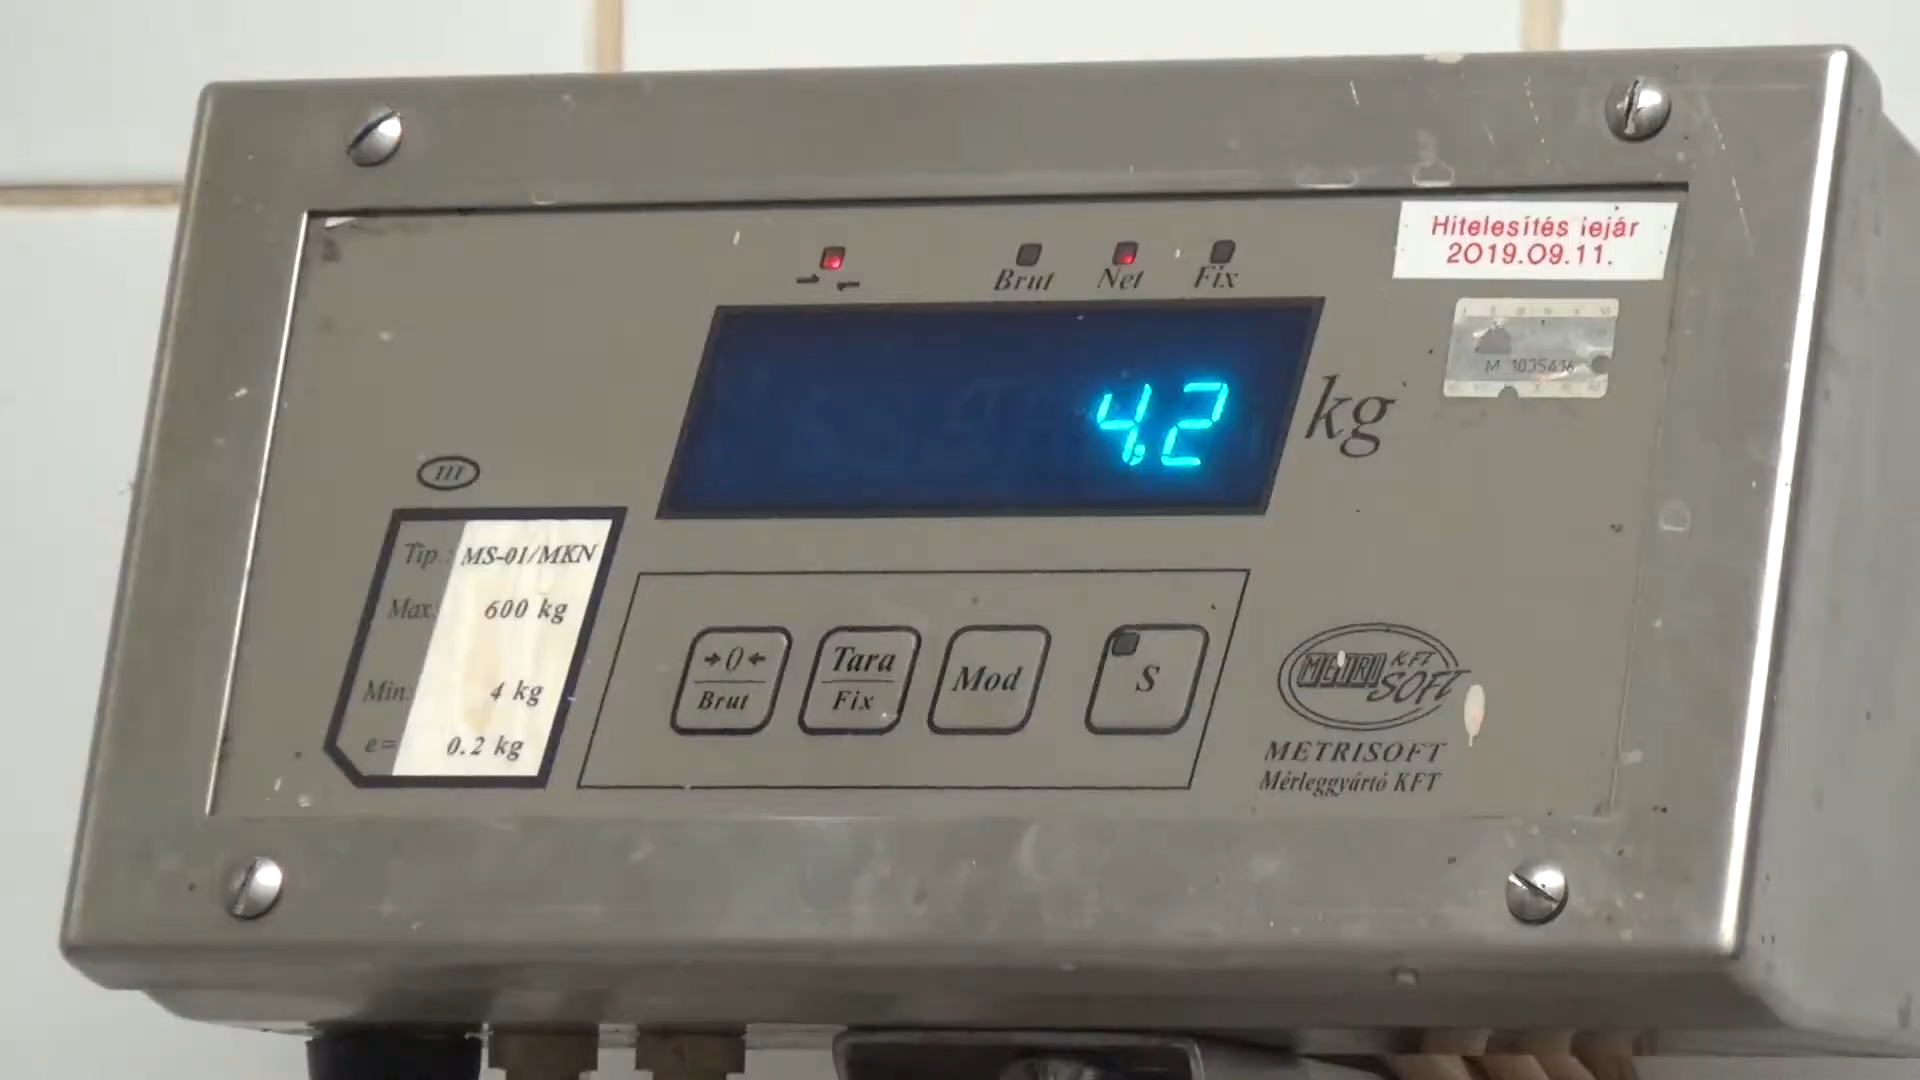 Hitelesítés lejár
2019.09.11.
Brut Net Fix
4.2 kg
III
Tip.: MS-01/MKN
Max: 600 kg
Min: 4 kg
e= 0.2 kg
→0← Brut
Tara Fix
Mod
S
METRI KFT
SOFT
METRISOFT
Mérleggyártó KFT